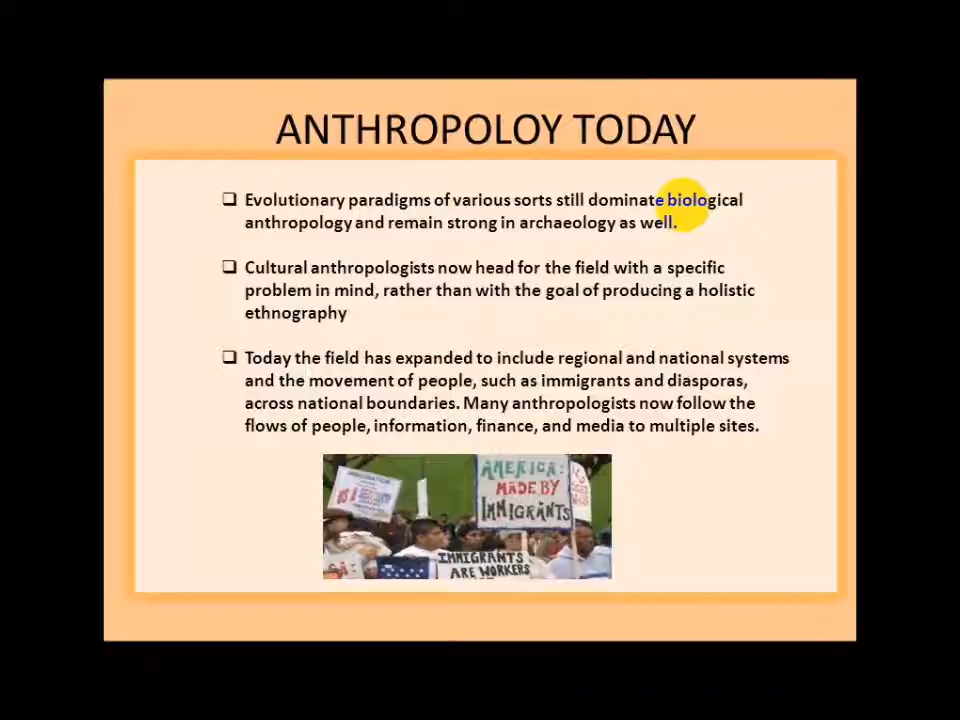 ANTHROPOLOY TODAY
Evolutionary paradigms of various sorts still dominate biological
anthropology and remain strong in archaeology as well.
Cultural anthropologists now head for the field with a specific
problem in mind, rather than with the goal of producing a holistic
ethnography
Today the field has expanded to include regional and national systems
and the movement of people, such as immigrants and diasporas,
across national boundaries. Many anthropologists now follow the
flows of people, information, finance, and media to multiple sites.
AMERICA:
MADE BY
IMMIGRANTS
IMMIGRANTS
ARE WORKERS